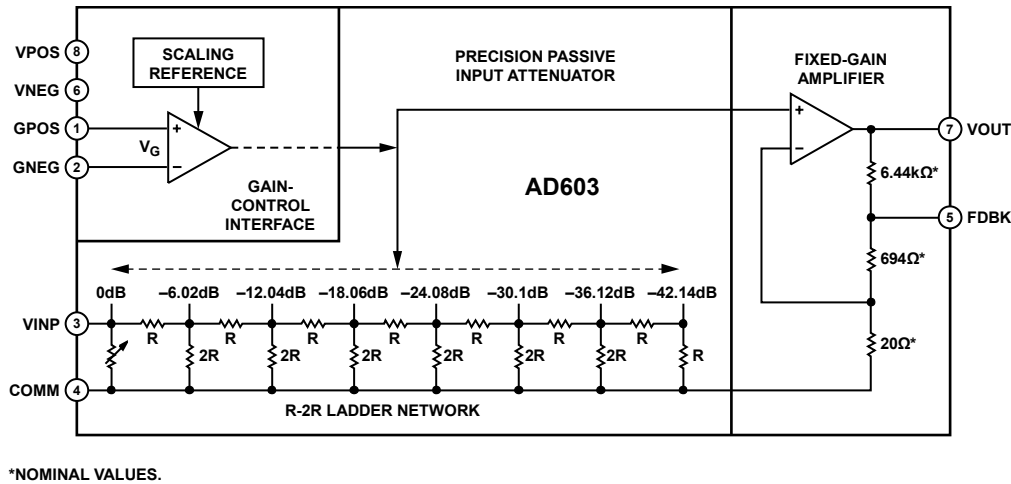 VPOS 8
VNEG 6
GPOS 1
GNEG 2
SCALING
REFERENCE
VG
+
−
GAIN-
CONTROL
INTERFACE
PRECISION PASSIVE
INPUT ATTENUATOR
AD603
FIXED-GAIN
AMPLIFIER
+
−
7 VOUT
6.44kΩ*
5 FDBK
694Ω*
20Ω*
0dB −6.02dB −12.04dB −18.06dB −24.08dB −30.1dB −36.12dB −42.14dB
VINP 3
R R R R R R R
2R 2R 2R 2R 2R 2R R
COMM 4
R-2R LADDER NETWORK
*NOMINAL VALUES.